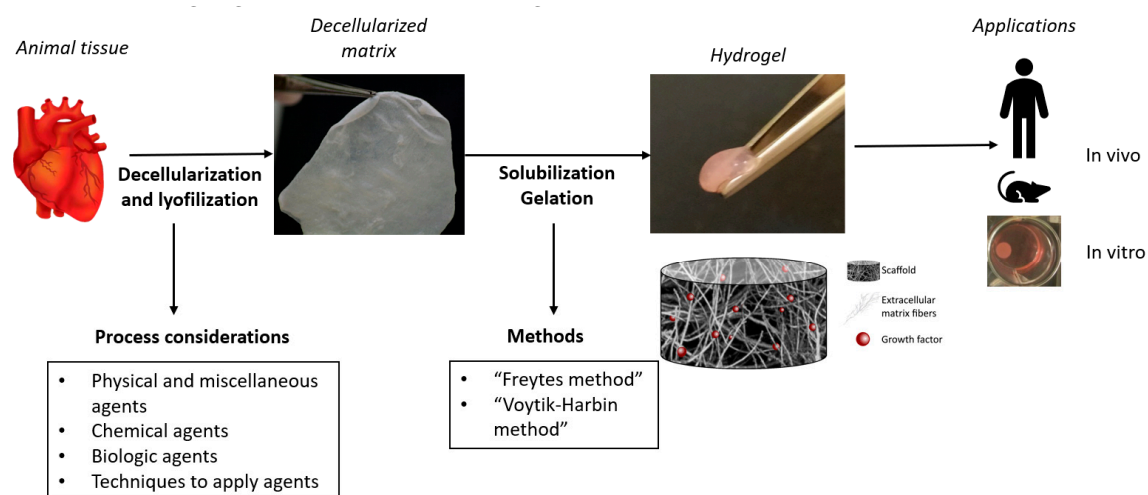 Animal tissue
Decellularized
matrix
Hydrogel
Applications
Decellularization
and lyofilization
Solubilization
Gelation
In vivo
In vitro
Scaffold
Extracellular
matrix fibers
Growth factor
Process considerations
• Physical and miscellaneous
agents
• Chemical agents
• Biologic agents
• Techniques to apply agents
Methods
• “Freytes method”
• “Voytik-Harbin
method”